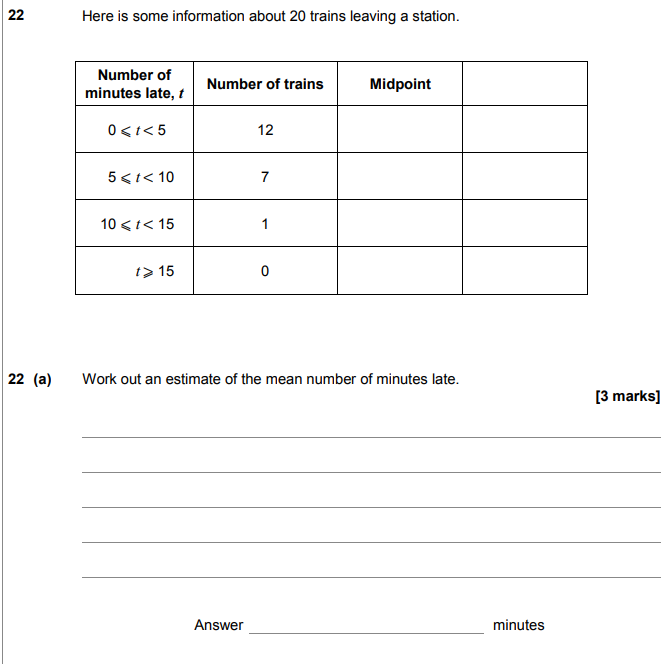 22 Here is some information about 20 trains leaving a station.
Number of minutes late, t Number of trains Midpoint
0 ⩽ t < 5 12
5 ⩽ t < 10 7
10 ⩽ t < 15 1
t ⩾ 15 0
22 (a) Work out an estimate of the mean number of minutes late.
[3 marks]
Answer minutes